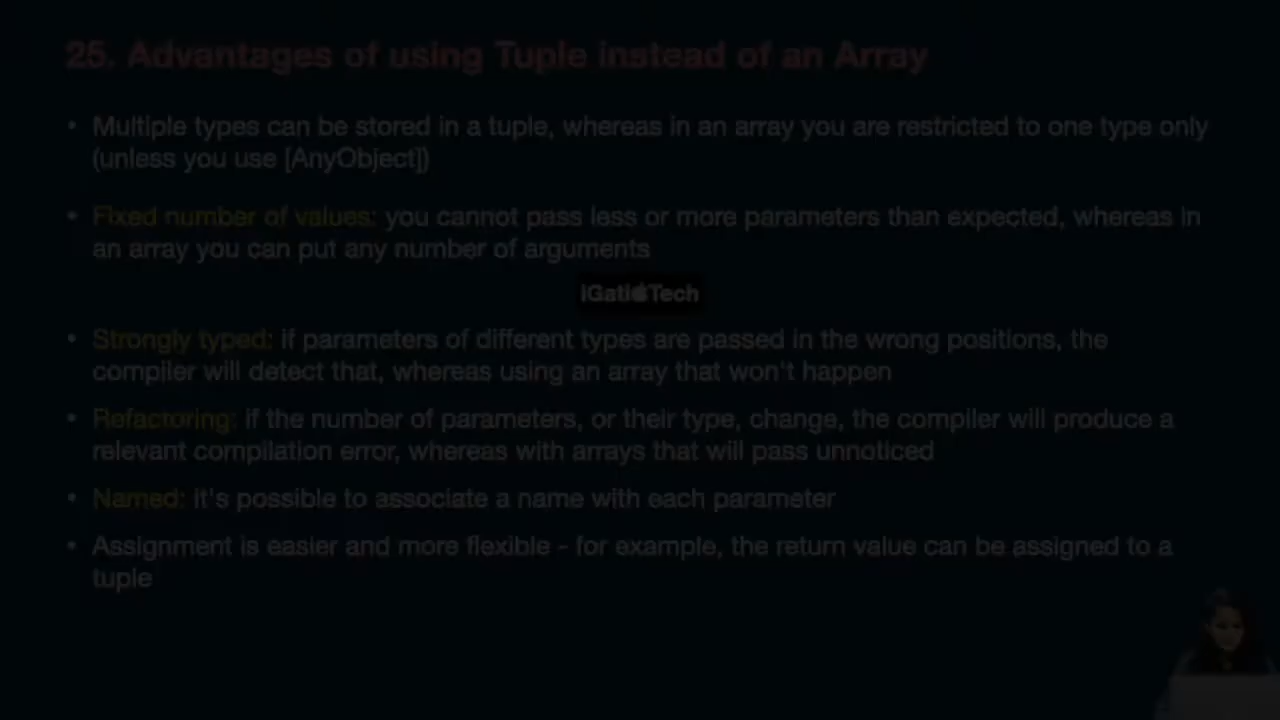 25. Advantages of using Tuple instead of an Array
• Multiple types can be stored in a tuple, whereas in an array you are restricted to one type only
(unless you use [AnyObject])
• Fixed number of values: you cannot pass less or more parameters than expected, whereas in
an array you can put any number of arguments
iGatiTech
• Strongly typed: if parameters of different types are passed in the wrong positions, the
compiler will detect that, whereas using an array that won't happen
• Refactoring: if the number of parameters, or their type, change, the compiler will produce a
relevant compilation error, whereas with arrays that will pass unnoticed
• Named: it's possible to associate a name with each parameter
• Assignment is easier and more flexible - for example, the return value can be assigned to a
tuple